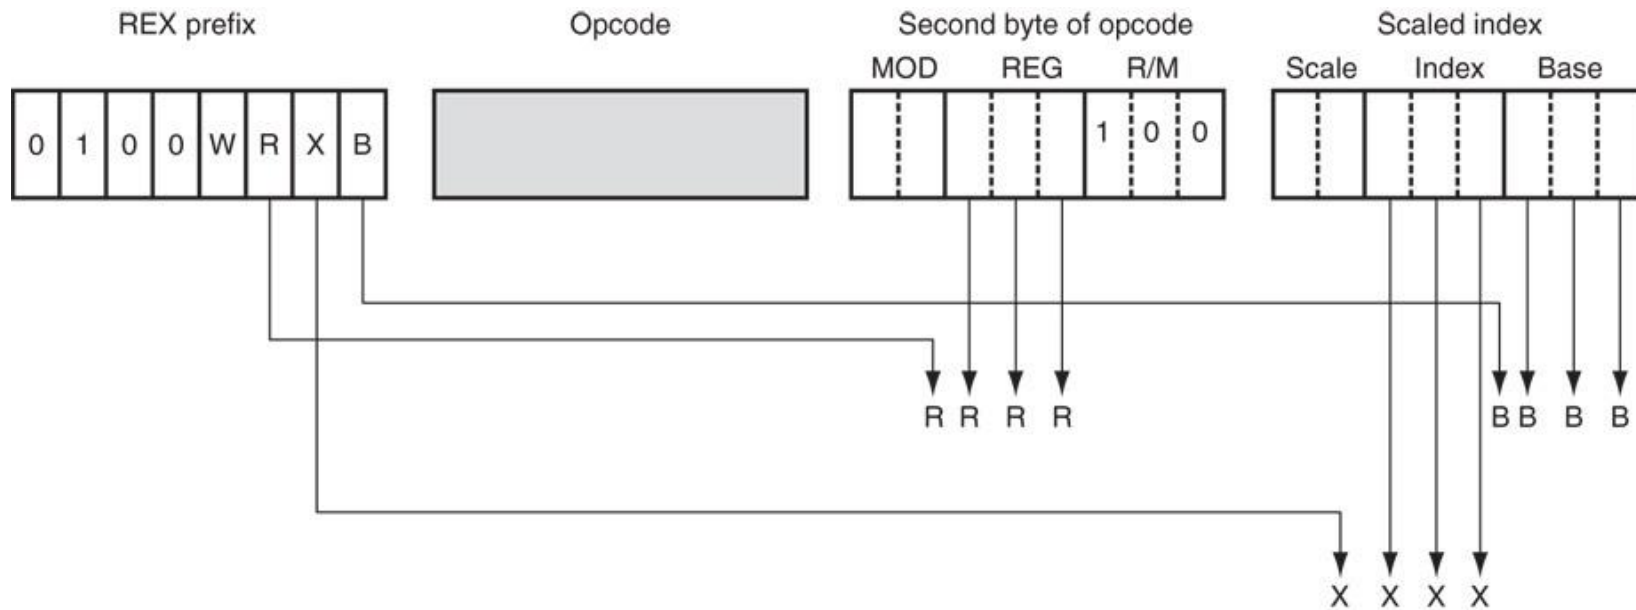 REX prefix Opcode Second byte of opcode Scaled index
MOD REG R/M Scale Index Base
0 1 0 0 W R X B 1 0 0
R R R R B B B B
X X X X